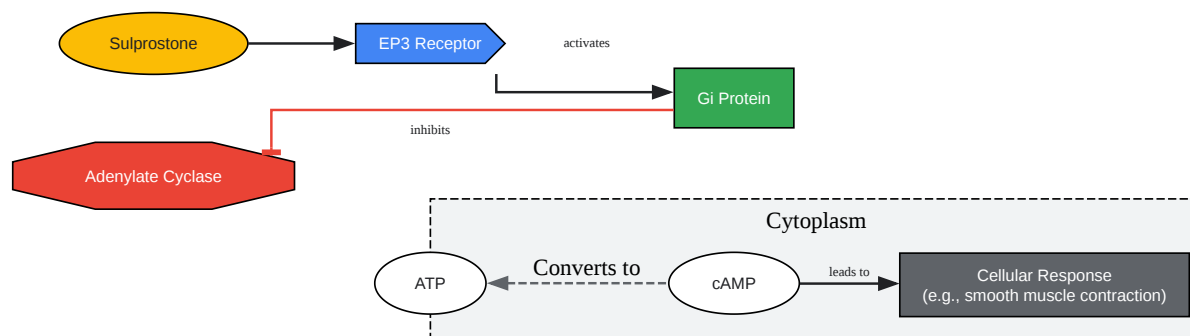 Sulprostone
EP3 Receptor
activates
Gi Protein
inhibits
Adenylate Cyclase
Cytoplasm
ATP
Converts to
cAMP
leads to
Cellular Response
(e.g., smooth muscle contraction)